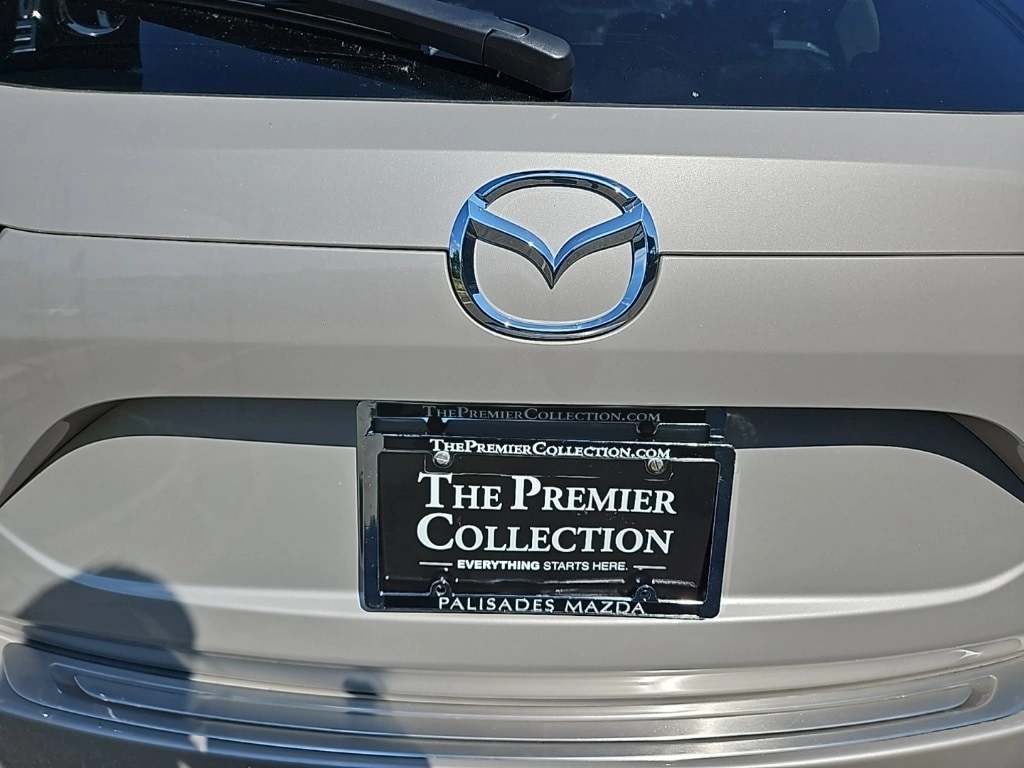 THEPREMIERCOLLECTION.COM
THEPREMIERCOLLECTION.COM
THE PREMIER
COLLECTION
EVERYTHING STARTS HERE.
PALISADES MAZDA